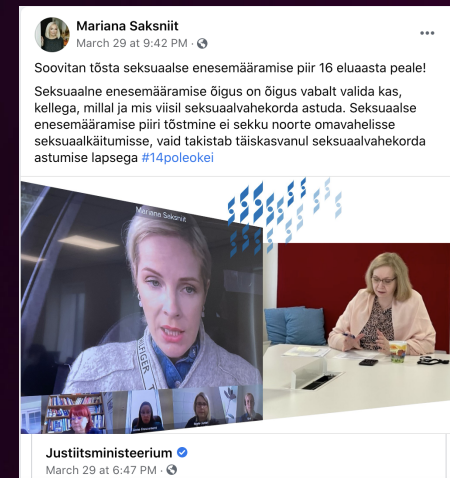 Mariana Saksniit
March 29 at 9:42 PM ·
Soovitan tõsta seksuaalse enesemääramise piir 16 eluaasta peale!
Seksuaalne enesemääramise õigus on õigus vabalt valida kas,
kellega, millal ja mis viisil seksuaalvahekorda astuda. Seksuaalse
enesemääramise piiri tõstmine ei sekku noorte omavahelisse
seksuaalkäitumisse, vaid takistab täiskasvanul seksuaalvahekorda
astumise lapsega #14poleokei
Mariana Saksniit
HILFIGER
Justiitsministeerium
March 29 at 6:47 PM ·